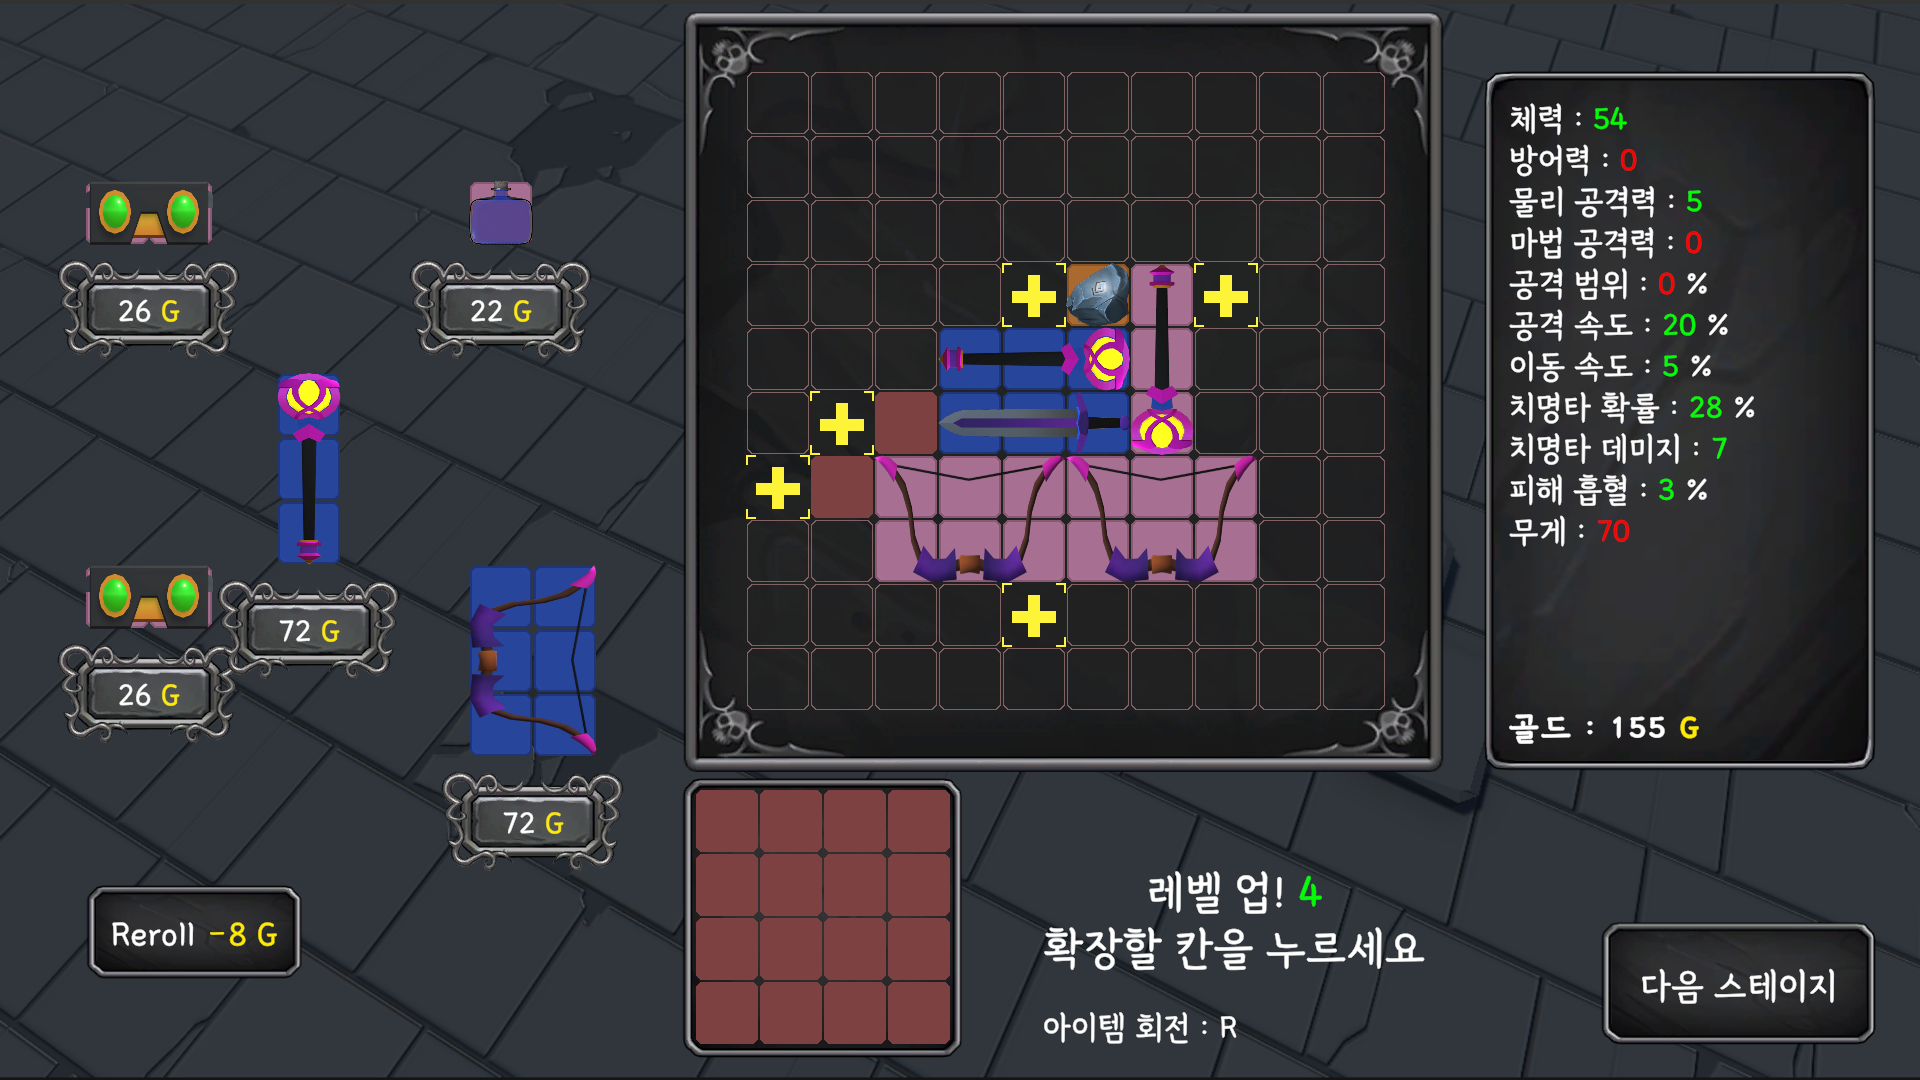 26 G
22 G
72 G
26 G
72 G
Reroll -8 G
체력 : 54
방어력 : 0
물리 공격력 : 5
마법 공격력 : 0
공격 범위 : 0 %
공격 속도 : 20 %
이동 속도 : 5 %
치명타 확률 : 28 %
치명타 데미지 : 7
피해 흡혈 : 3 %
무게 : 70
골드 : 155 G
레벨 업! 4
확장할 칸을 누르세요
아이템 회전 : R
다음 스테이지